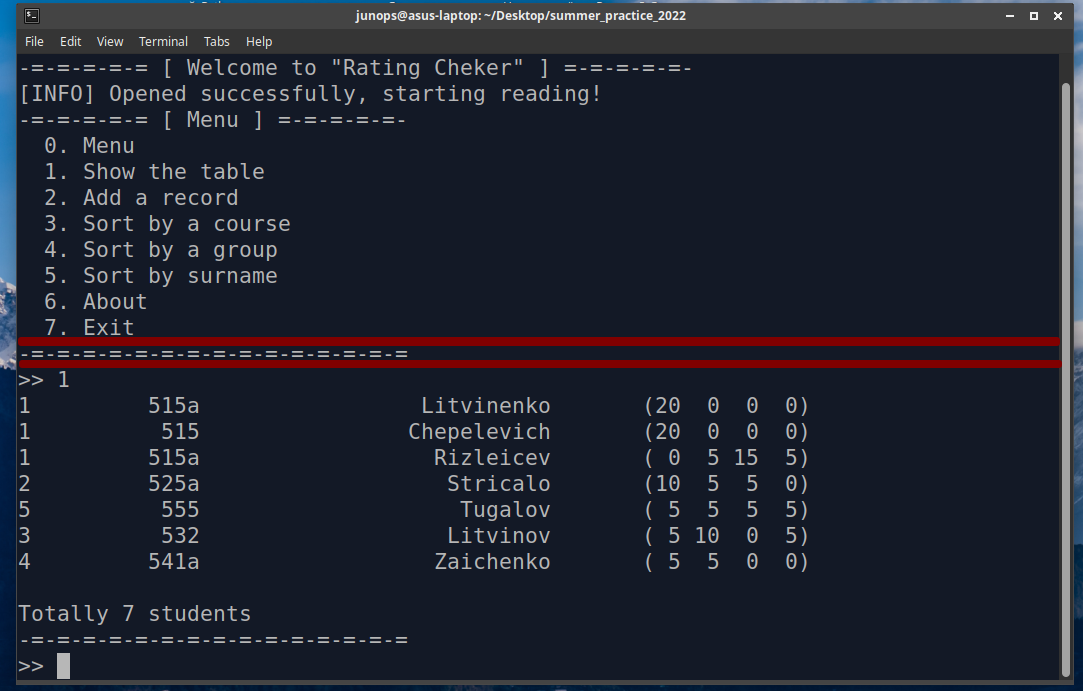 junops@asus-laptop: ~/Desktop/summer_practice_2022
File Edit View Terminal Tabs Help
-=-=-=-=-= [ Welcome to "Rating Cheker" ] =-=-=-=-=-
[INFO] Opened successfully, starting reading!
-=-=-=-=-= [ Menu ] =-=-=-=-=-
0. Menu
1. Show the table
2. Add a record
3. Sort by a course
4. Sort by a group
5. Sort by surname
6. About
7. Exit
-=-=-=-=-=-=-=-=-=-=-=-=-=-=-=
>> 1
1 515a Litvinenko (20 0 0 0)
1 515 Chepelevich (20 0 0 0)
1 515a Rizleicev ( 0 5 15 5)
2 525a Stricalo (10 5 5 0)
5 555 Tugalov ( 5 5 5 5)
3 532 Litvinov ( 5 10 0 5)
4 541a Zaichenko ( 5 5 0 0)
Totally 7 students
-=-=-=-=-=-=-=-=-=-=-=-=-=-=-=
>>